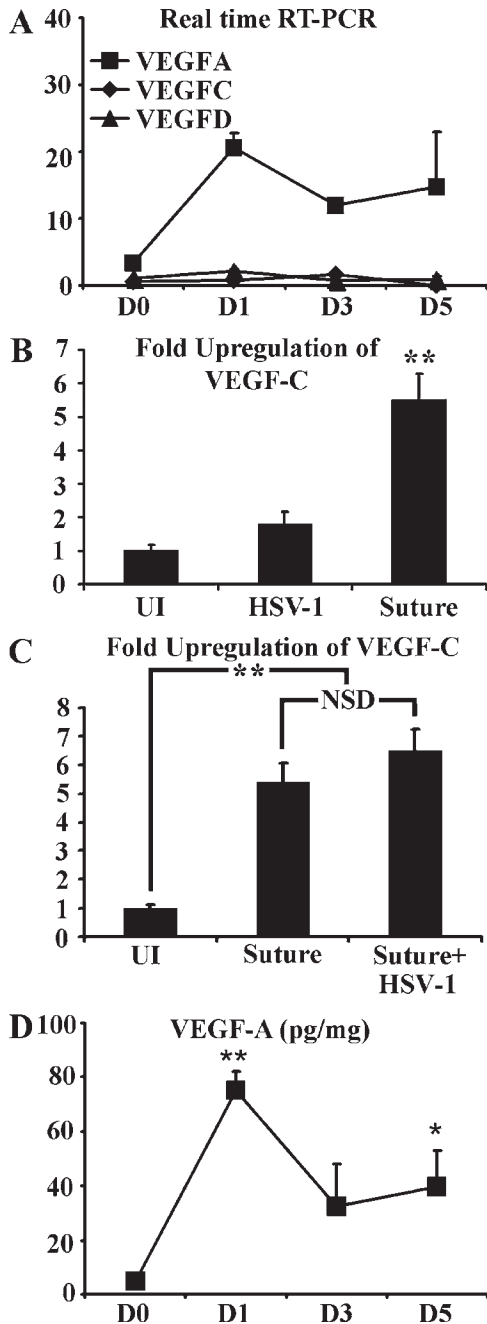 A
Real time RT-PCR
40
30
20
10
0
VEGFA
VEGFC
VEGFD
D0 D1 D3 D5
B
Fold Upregulation of
VEGF-C
7
6
5
4
3
2
1
0
**
UI HSV-1 Suture
C
Fold Upregulation of VEGF-C
**
NSD
8
7
6
5
4
3
2
1
0
UI Suture Suture+
HSV-1
D
VEGF-A (pg/mg)
100
80
60
40
20
0
**
*
D0 D1 D3 D5